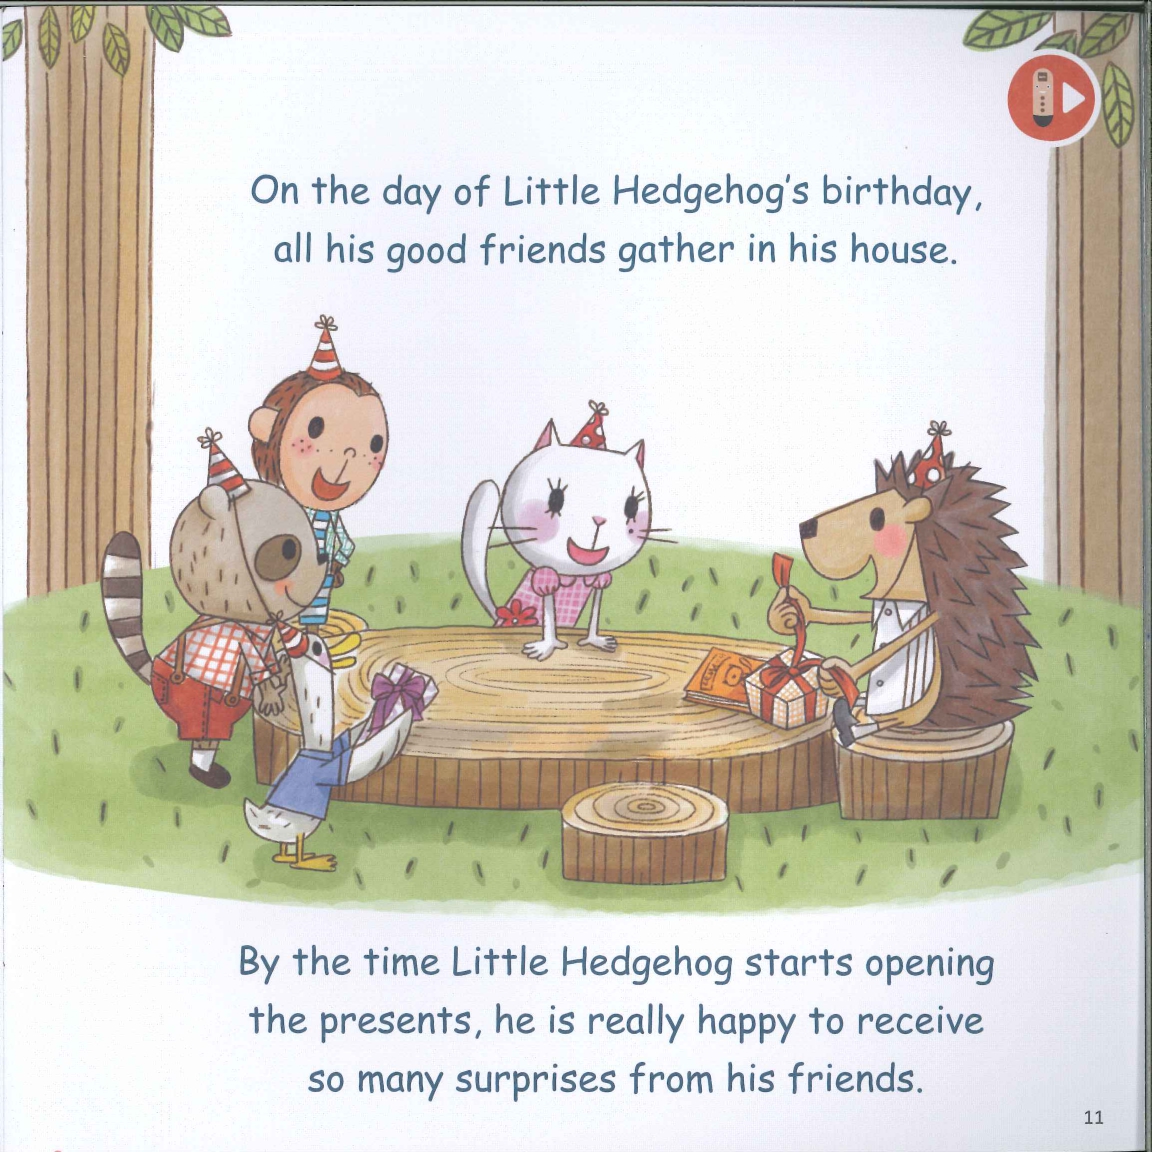 On the day of Little Hedgehog's birthday,
all his good friends gather in his house.
By the time Little Hedgehog starts opening
the presents, he is really happy to receive
so many surprises from his friends.
11